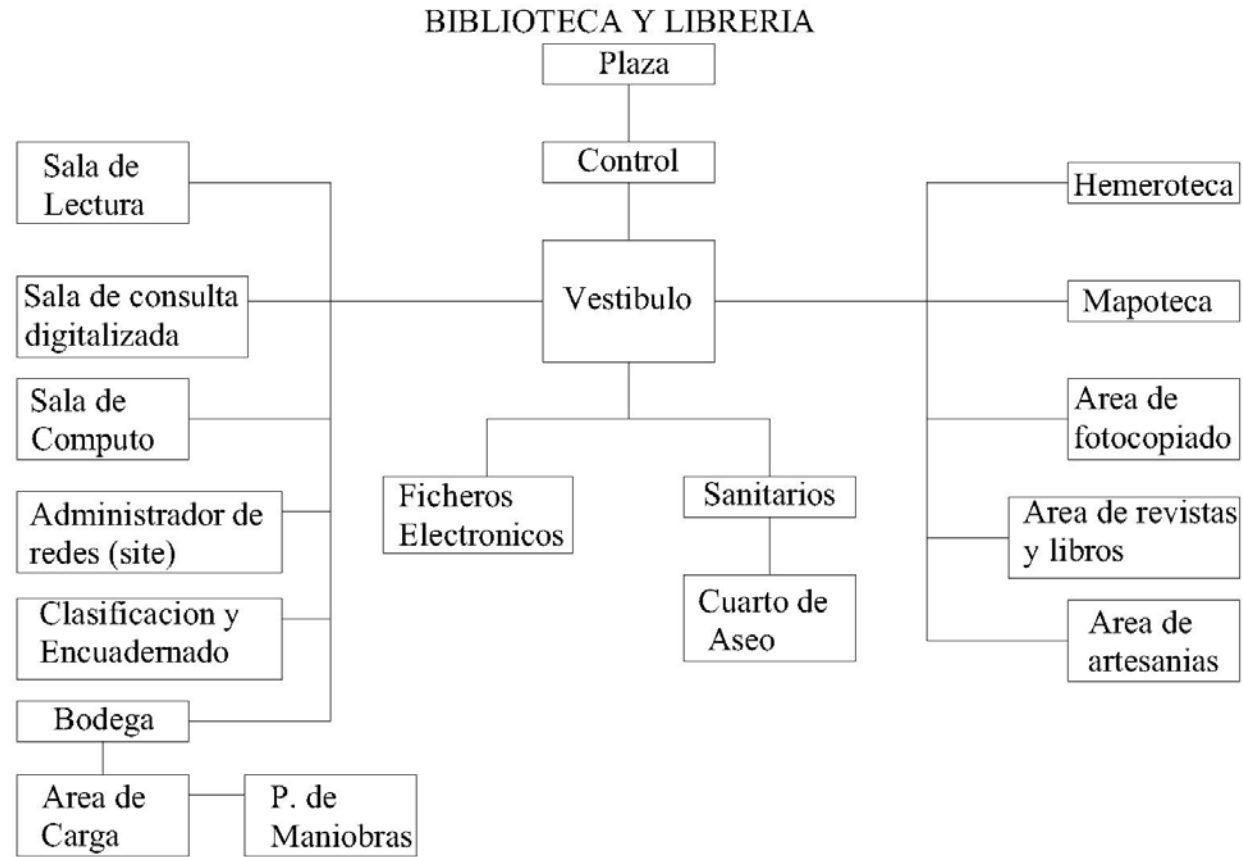 BIBLIOTECA Y LIBRERIA
Plaza
Control
Vestibulo
Sala de
Lectura
Sala de consulta
digitalizada
Sala de
Computo
Administrador de
redes (site)
Clasificacion y
Encuadernado
Bodega
Area de
Carga
P. de
Maniobras
Ficheros
Electronicos
Sanitarios
Cuarto de
Aseo
Hemeroteca
Mapoteca
Area de
fotocopiado
Area de revistas
y libros
Area de
artesanias